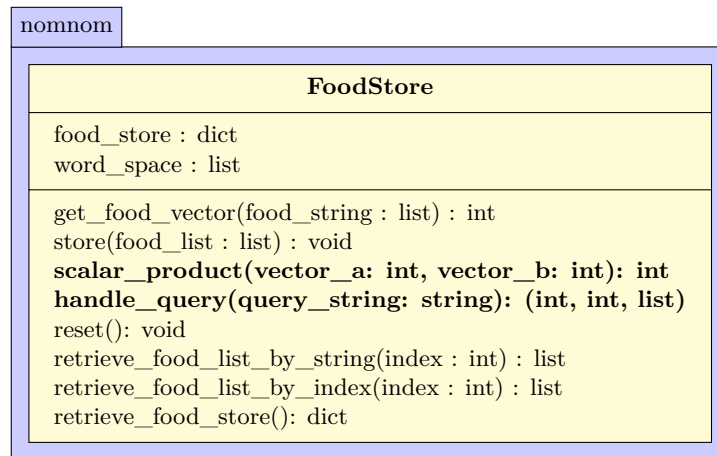 nomnom
FoodStore
food_store : dict
word_space : list
get_food_vector(food_string : list) : int
store(food_list : list) : void
scalar_product(vector_a: int, vector_b: int): int
handle_query(query_string: string): (int, int, list)
reset(): void
retrieve_food_list_by_string(index : int) : list
retrieve_food_list_by_index(index : int) : list
retrieve_food_store(): dict